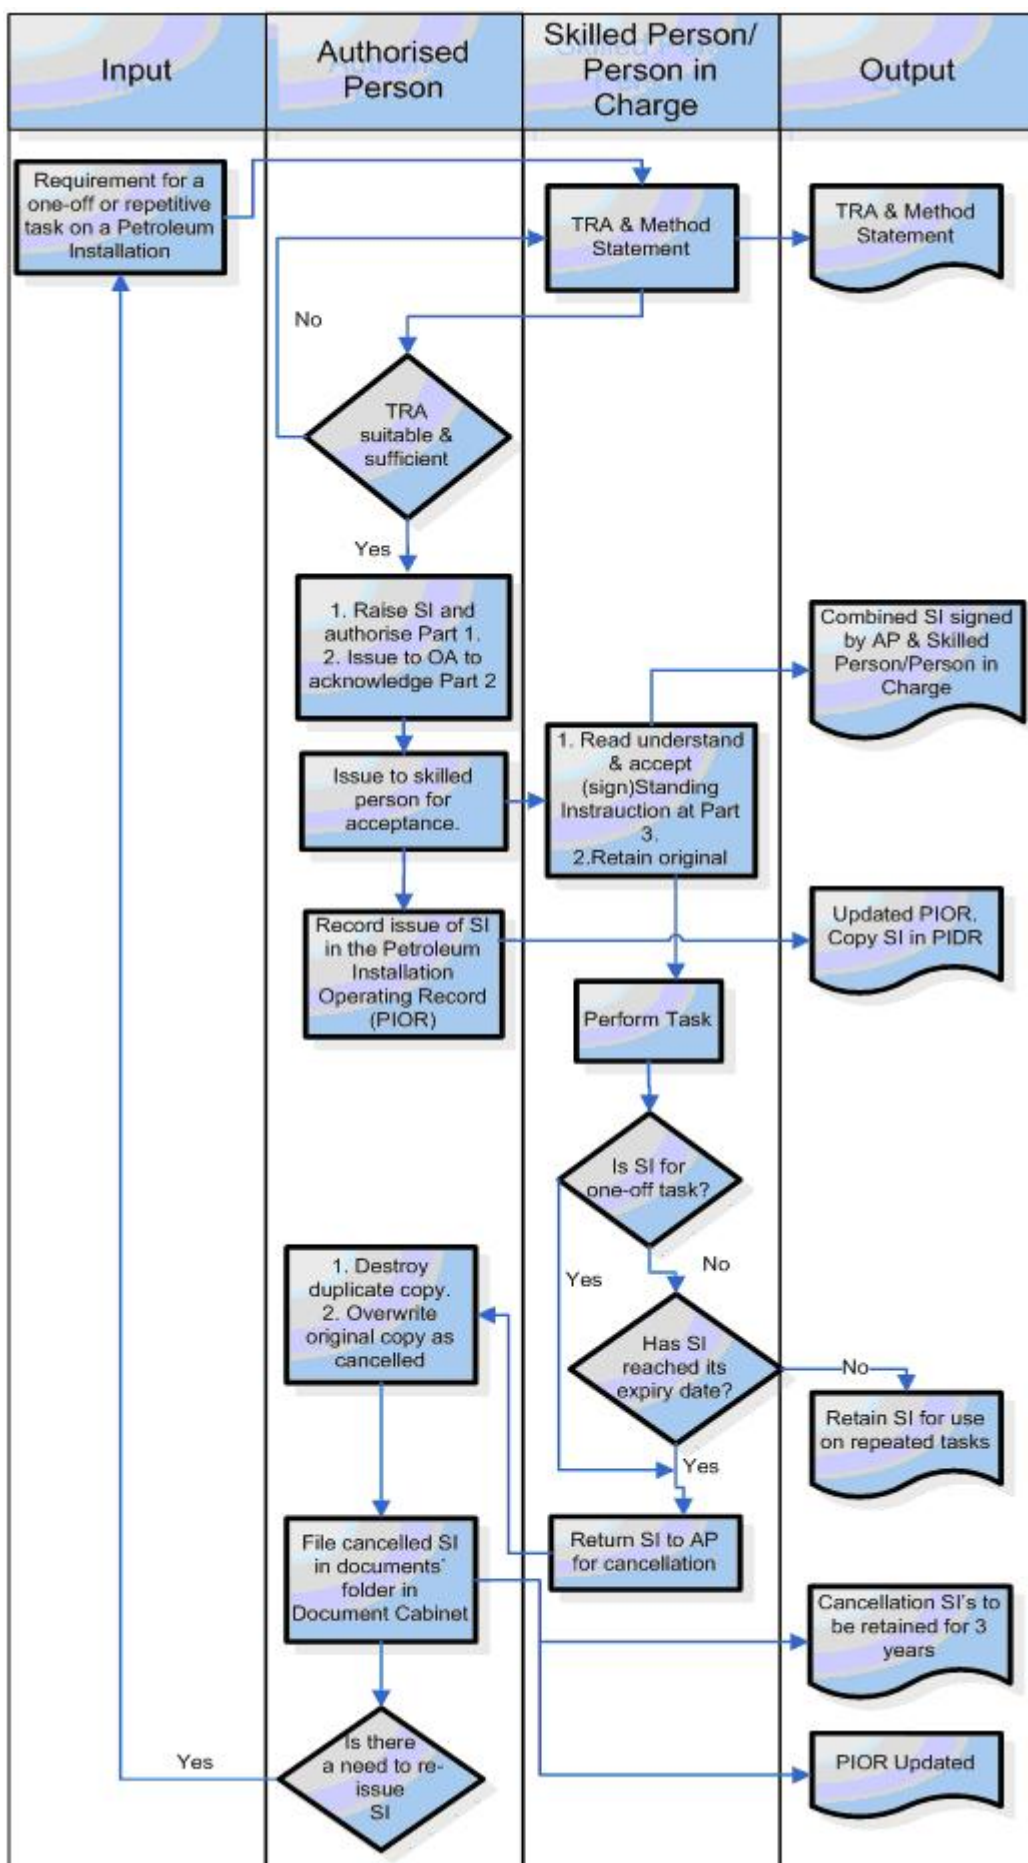 Input
Authorised
Person
Skilled Person/
Person in
Charge
Output
Requirement for a
one-off or repetitive
task on a Petroleum
Installation
TRA & Method
Statement
TRA & Method
Statement
No
TRA
suitable &
sufficient
Yes
1. Raise SI and
authorise Part 1.
2. Issue to OA to
acknowledge Part 2
Combined SI signed
by AP & Skilled
Person/Person in
Charge
Issue to skilled
person for
acceptance.
1. Read understand
& accept
(sign)Standing
Instrauction at Part
3.
2.Retain original
Record issue of SI
in the Petroleum
Installation
Operating Record
(PIOR)
Updated PIOR.
Copy SI in PIDR
Perform Task
Is SI for
one-off task?
Yes
No
1. Destroy
duplicate copy.
2. Overwrite
original copy as
cancelled
Has SI
reached its
expiry date?
No
Yes
Retain SI for use
on repeated tasks
File cancelled SI
in documents'
folder in
Document Cabinet
Return SI to AP
for cancellation
Cancellation SI's to
be retained for 3
years
Is there
a need to re-
issue
SI
Yes
PIOR Updated